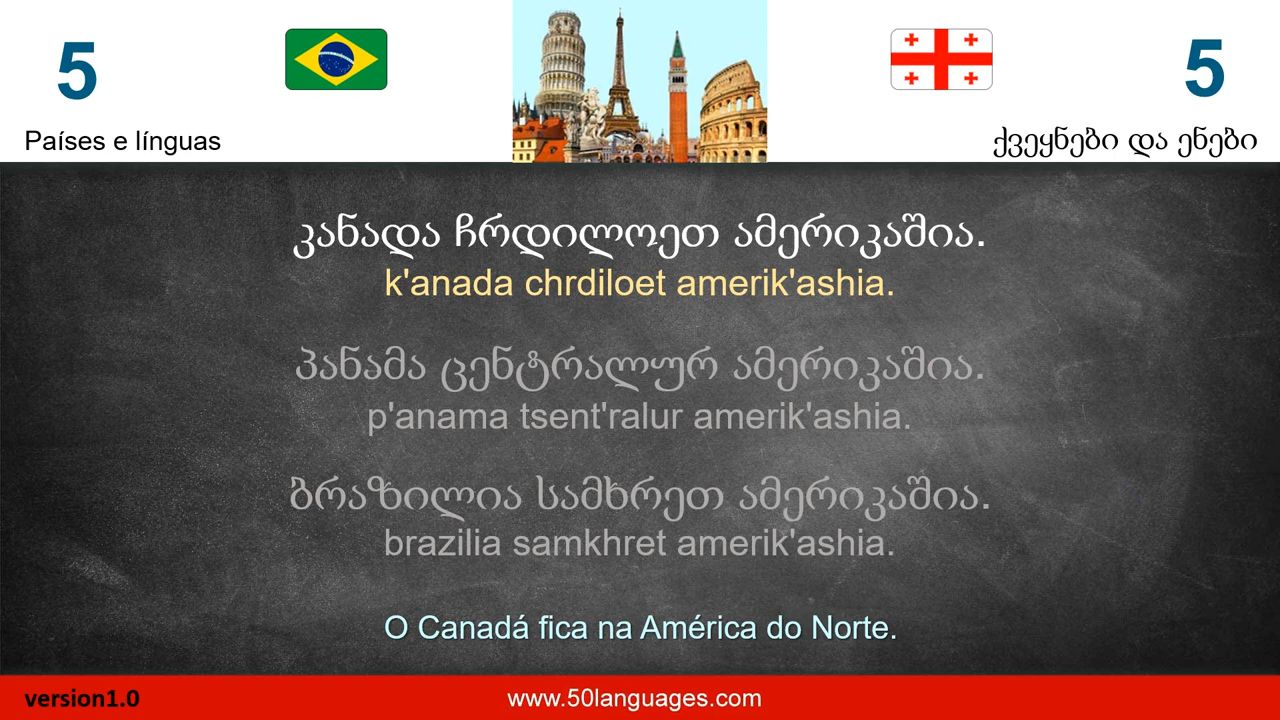 5
5
Países e línguas
ქვეყნები და ენები
კანადა ჩრდილოეთ ამერიკაშია.
k'anada chrdiloet amerik'ashia.
პანამა ცენტრალურ ამერიკაშია.
p'anama tsent'ralur amerik'ashia.
ბრაზილია სამხრეთ ამერიკაშია.
brazilia samkhret amerik'ashia.
O Canadá fica na América do Norte.
version1.0
www.50languages.com